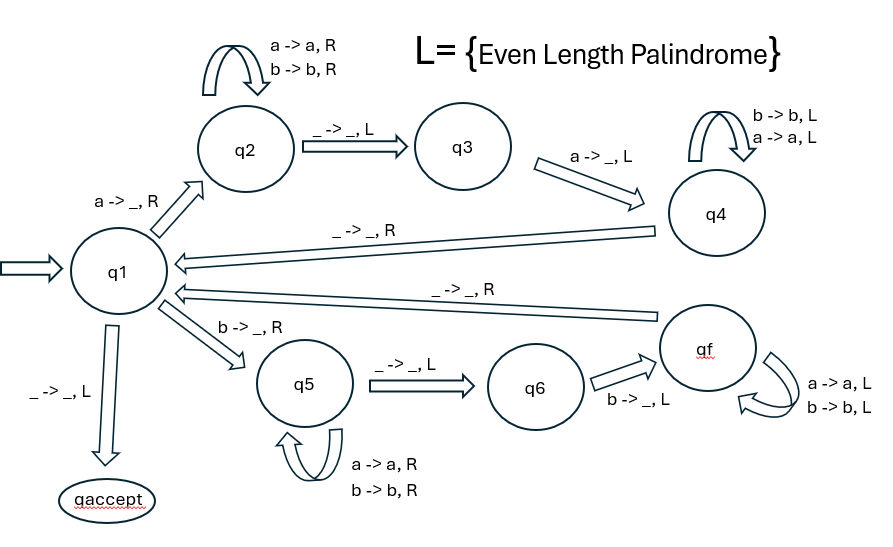 L= {Even Length Palindrome}
a -> a, R
b -> b, R
_ -> _, L
q2
q3
a -> _, L
b -> b, L
a -> a, L
q4
a -> _, R
_ -> _, R
q1
_ -> _, R
b -> _, R
qf
_ -> _, L
q5
_ -> _, L
q6
b -> _, L
a -> a, L
b -> b, L
a -> a, R
b -> b, R
qaccept